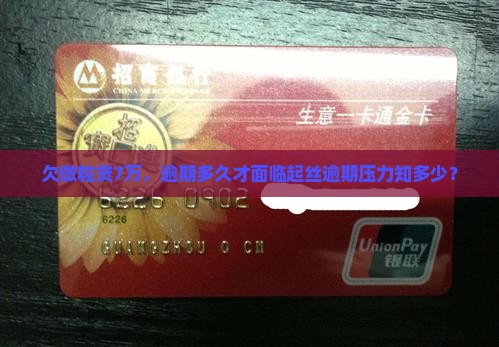 招商银行
CHINA MERCHANTS BANK
生意一卡通金卡
招
欠微粒贷7万，逾期多久才面临起丝逾期压力知多少？
6226
6226
GUANGZHOU O CM
UnionPay
银联